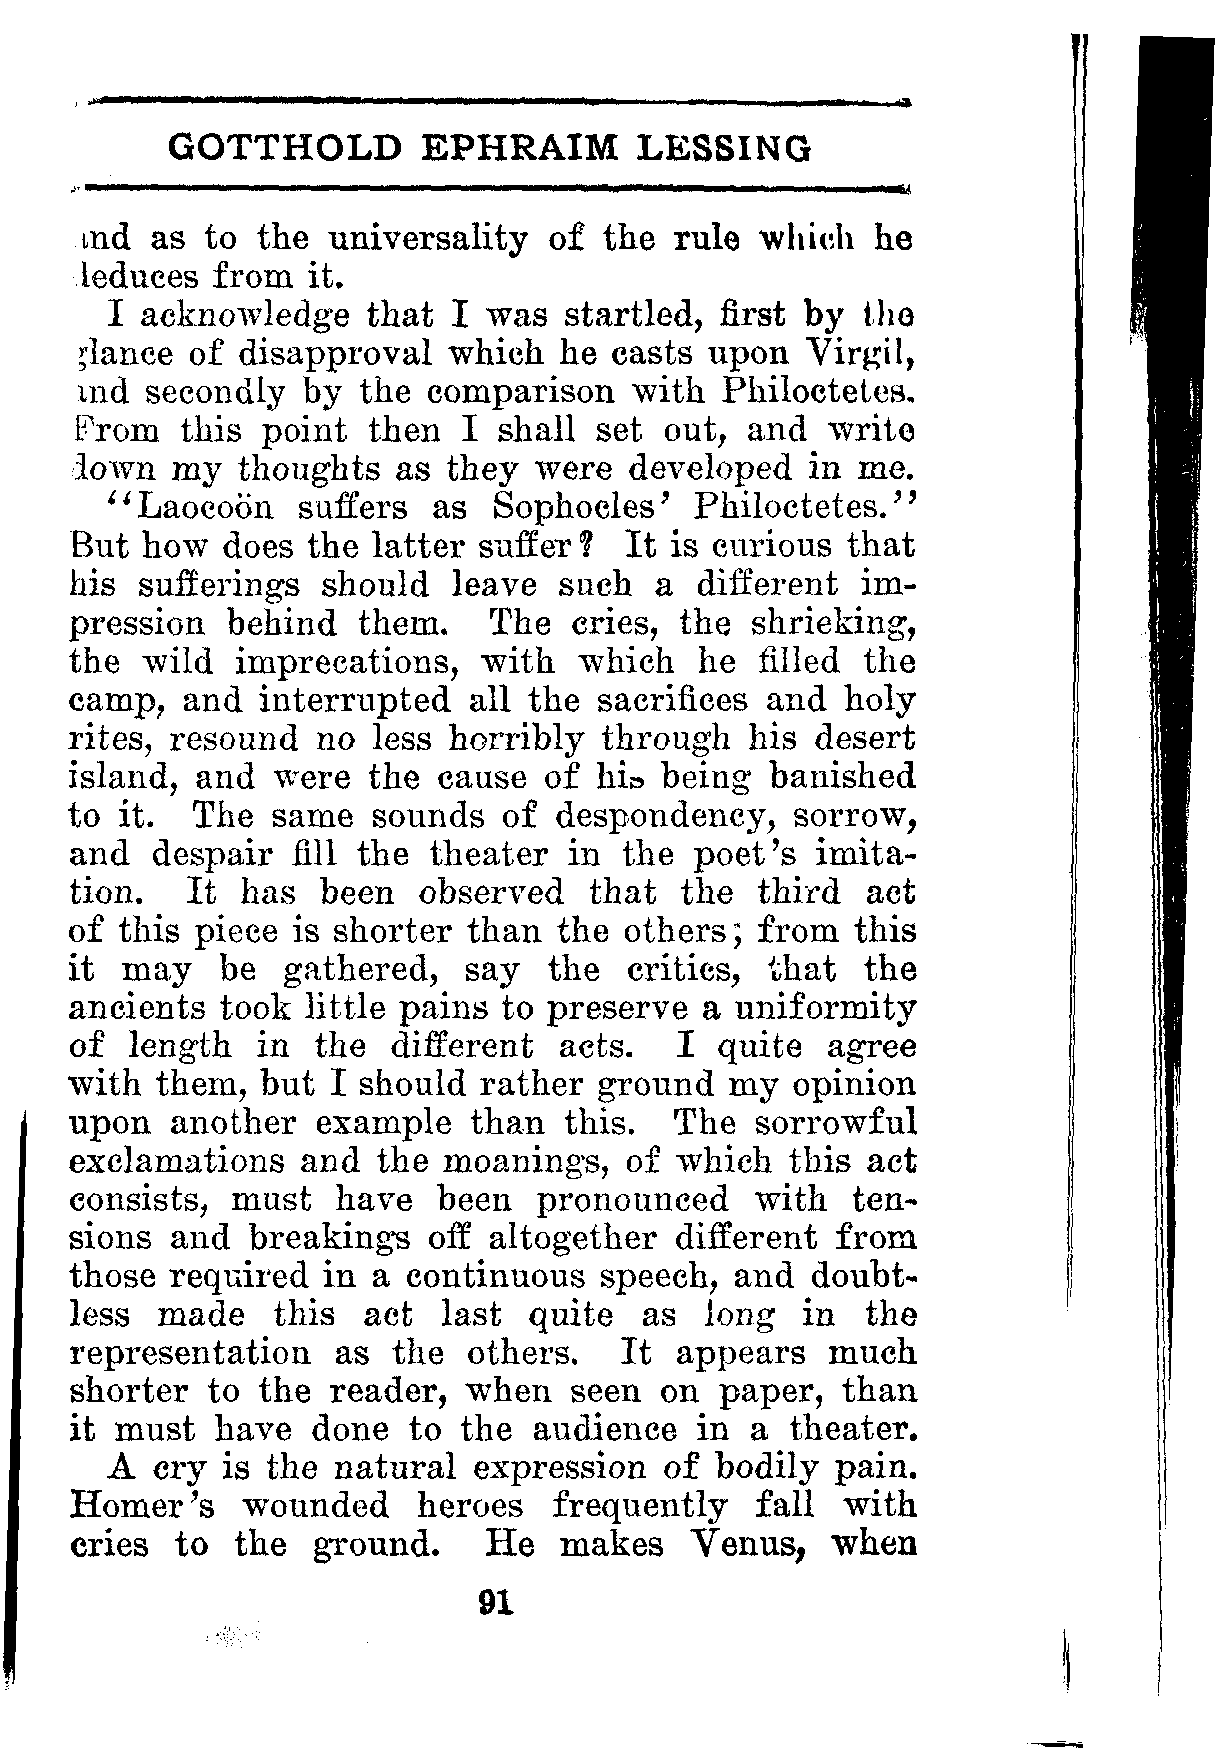 GOTTHOLD EPHRAIM LESSING
and as to the universality of the rule which he
deduces from it.
I acknowledge that I was startled, first by the
glance of disapproval which he casts upon Virgil,
and secondly by the comparison with Philoctetes.
From this point then I shall set out, and write
down my thoughts as they were developed in me.
"Laocoön suffers as Sophocles' Philoctetes."
But how does the latter suffer? It is curious that
his sufferings should leave such a different im-
pression behind them. The cries, the shrieking,
the wild imprecations, with which he filled the
camp, and interrupted all the sacrifices and holy
rites, resound no less horribly through his desert
island, and were the cause of his being banished
to it. The same sounds of despondency, sorrow,
and despair fill the theater in the poet's imita-
tion. It has been observed that the third act
of this piece is shorter than the others; from this
it may be gathered, say the critics, that the
ancients took little pains to preserve a uniformity
of length in the different acts. I quite agree
with them, but I should rather ground my opinion
upon another example than this. The sorrowful
exclamations and the moanings, of which this act
consists, must have been pronounced with ten-
sions and breakings off altogether different from
those required in a continuous speech, and doubt-
less made this act last quite as long in the
representation as the others. It appears much
shorter to the reader, when seen on paper, than
it must have done to the audience in a theater.
A cry is the natural expression of bodily pain.
Homer's wounded heroes frequently fall with
cries to the ground. He makes Venus, when
91